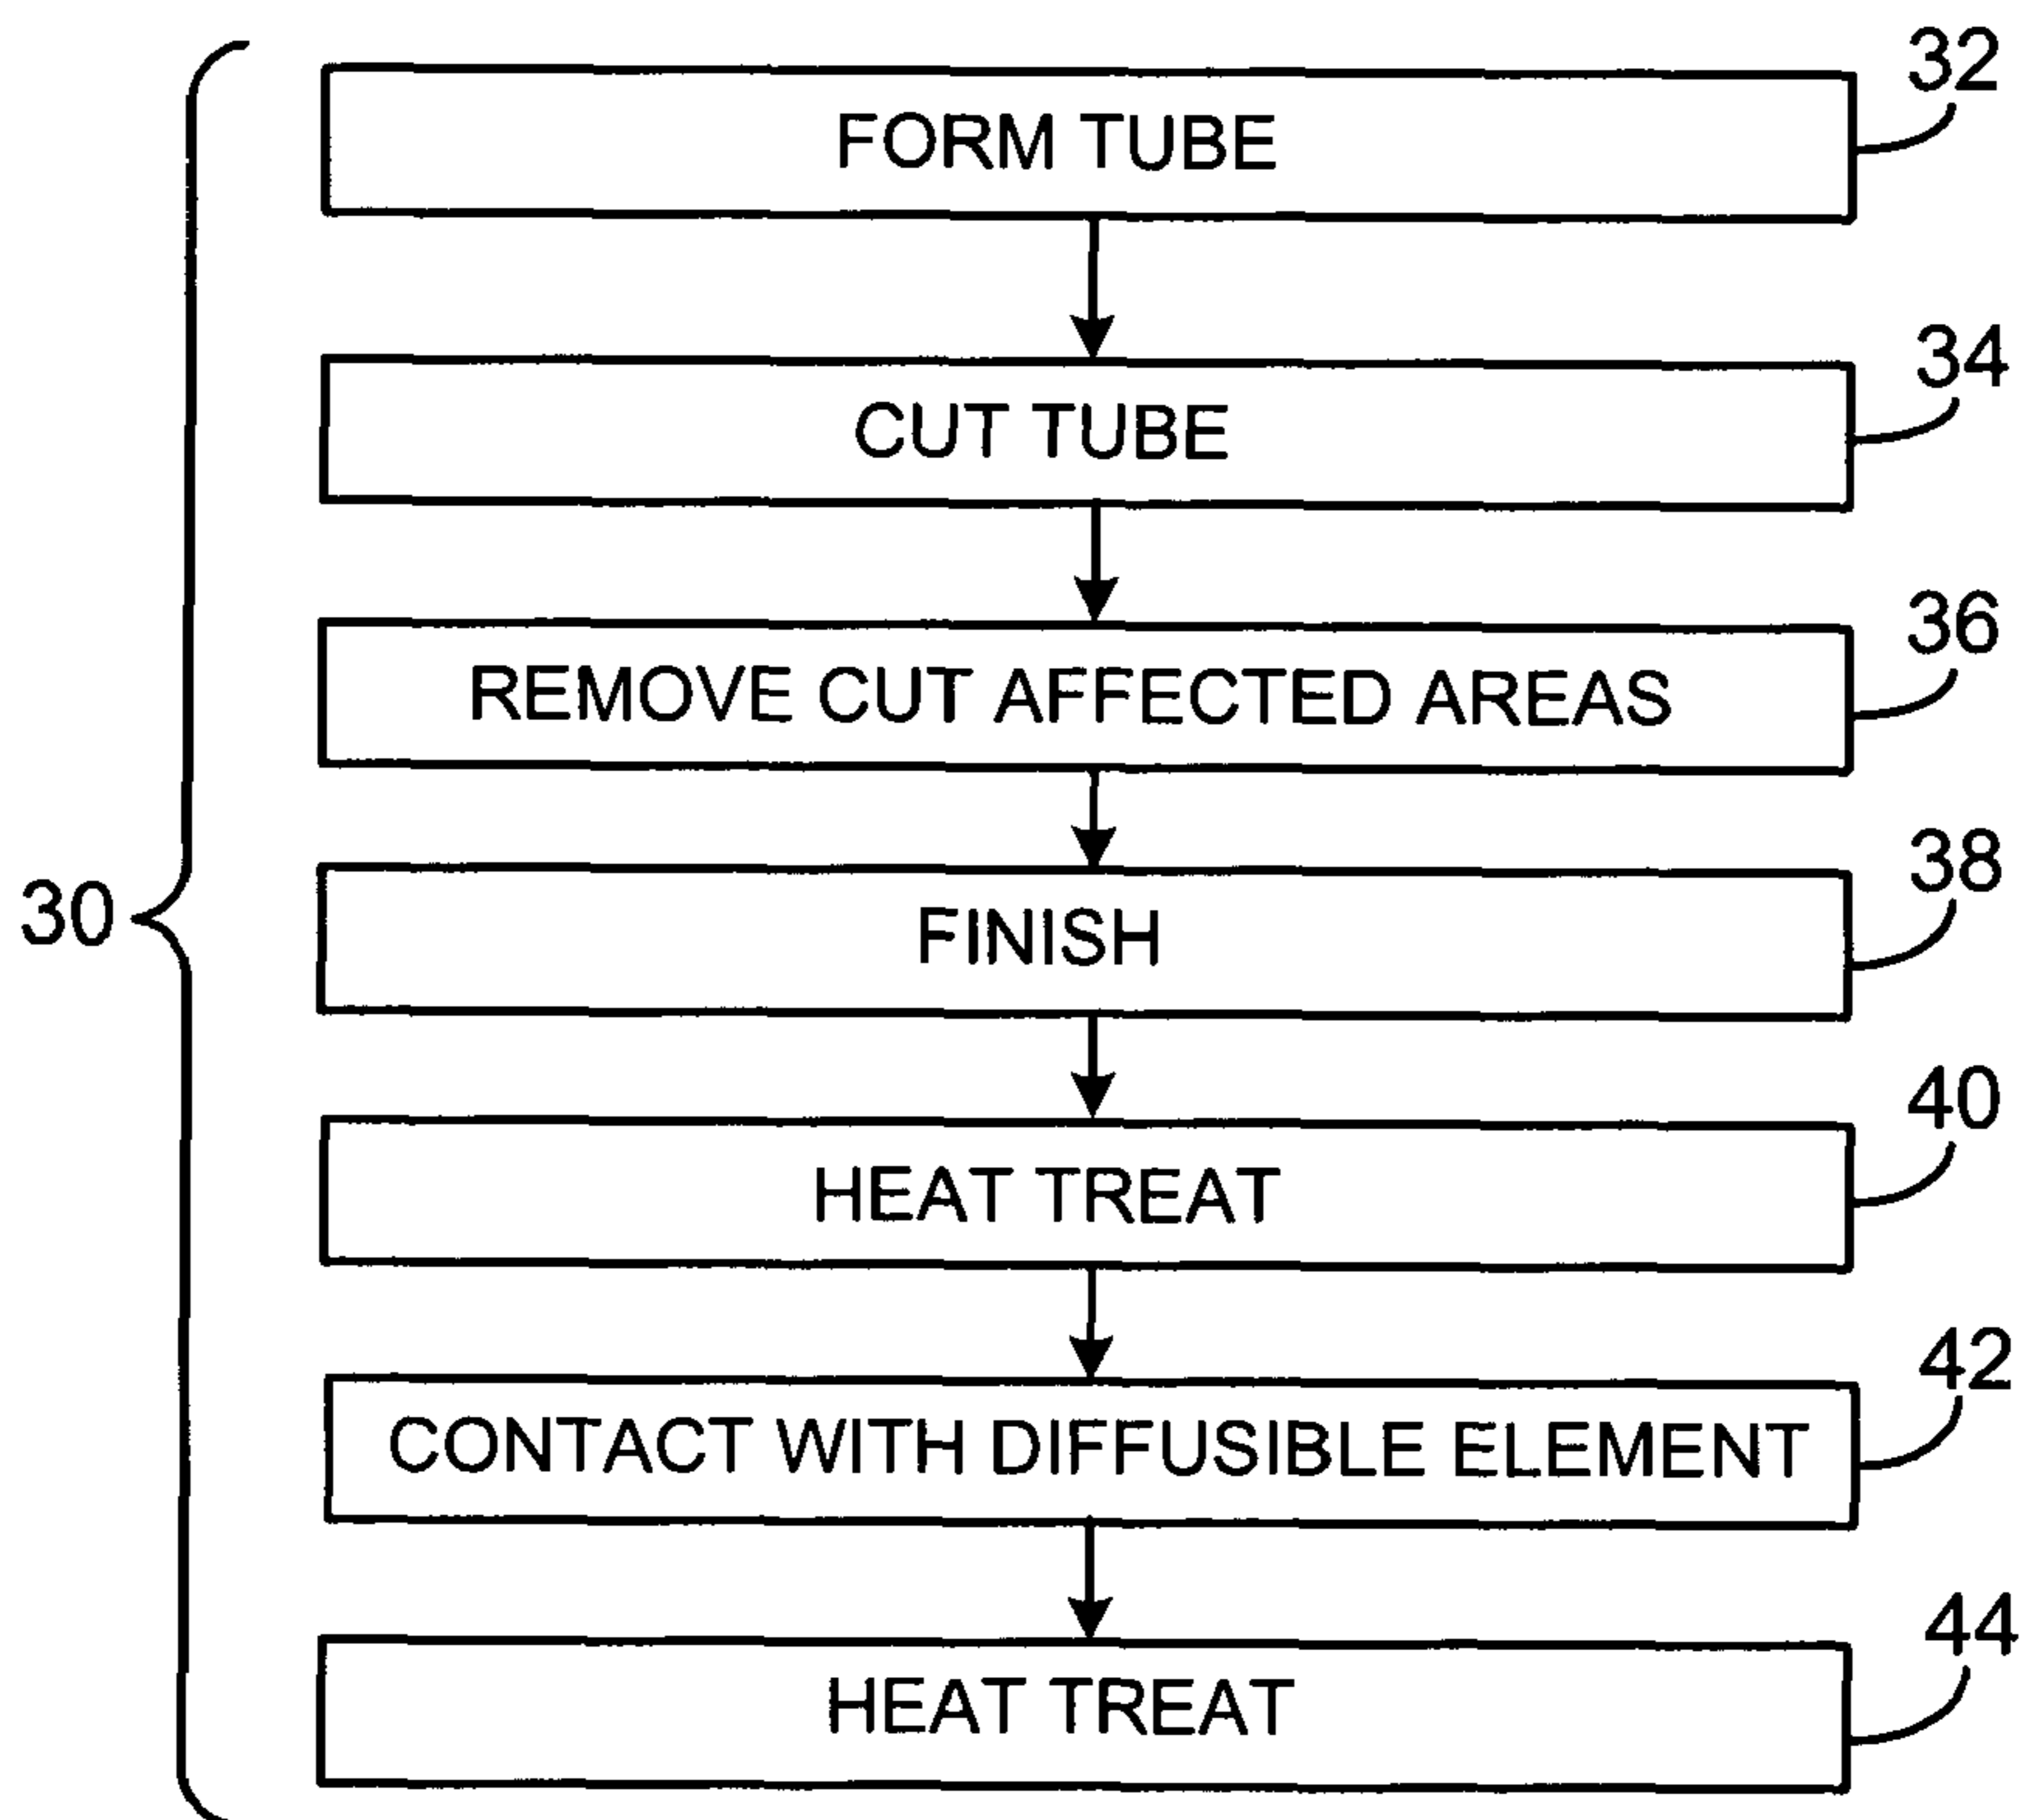 32
FORM TUBE
34
CUT TUBE
36
REMOVE CUT AFFECTED AREAS
38
30
FINISH
40
HEAT TREAT
42
CONTACT WITH DIFFUSIBLE ELEMENT
44
HEAT TREAT